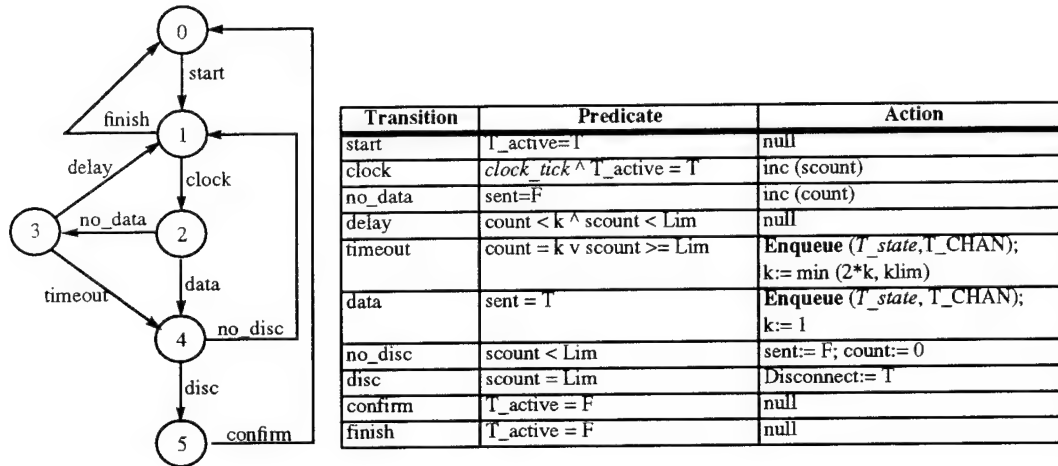 0
start
finish
1
delay
clock
3
no_data
2
timeout
data
4
no_disc
disc
5
confirm
Transition Predicate Action
start T_active=T null
clock clock_tick ^ T_active = T inc (scount)
no_data sent=F inc (count)
delay count < k ^ scount < Lim null
timeout count = k v scount >= Lim Enqueue (T_state,T_CHAN);
k:= min (2*k, klim)
data sent = T Enqueue (T_state, T_CHAN);
k:= 1
no_disc scount < Lim sent:= F; count:= 0
disc scount = Lim Disconnect:= T
confirm T_active = F null
finish T_active = F null